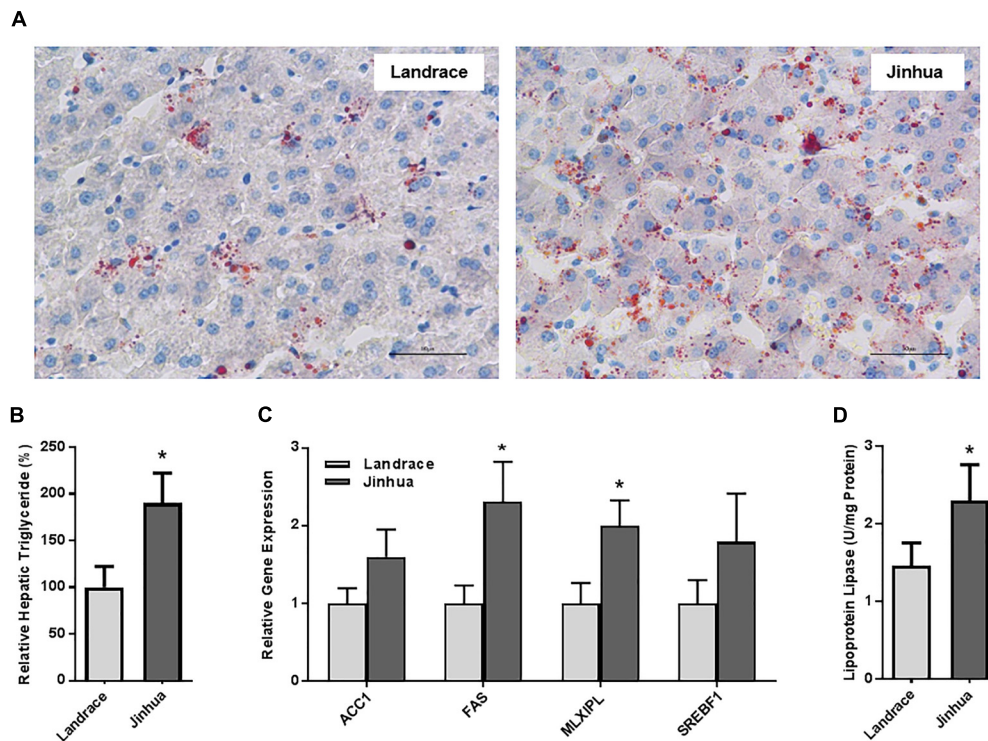 A
Landrace
Jinhua
B
C
D
Relative Hepatic Triglyceride (%)
250
200
150
100
50
0
*
Landrace
Jinhua
Relative Gene Expression
3
2
1
0
Landrace
Jinhua
*
*
ACC1
FAS
MLXIPL
SREBF1
Lipoprotein Lipase (U/mg Protein)
3
2
1
0
*
Landrace
Jinhua